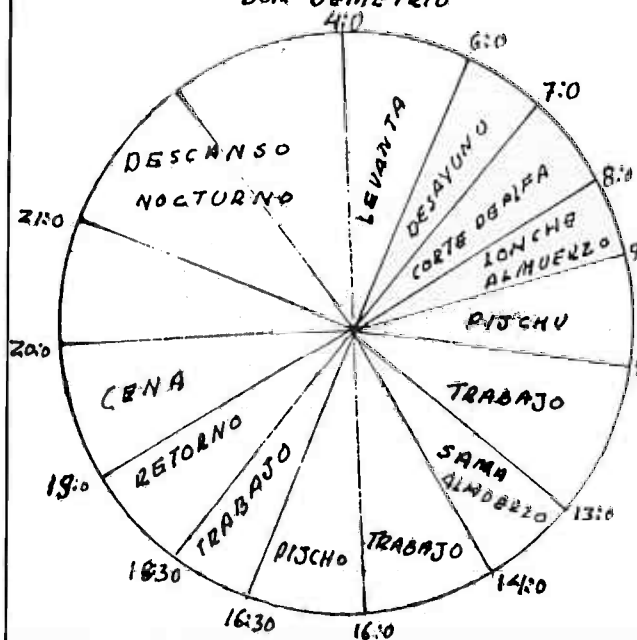 DON DEMETRIO
4:0
6:0
7:0
8:0
9
LEVANTA
DESAYUNO
CORTE DE ALFA
LONCHE
ALMUERZO
PIJCHU
TRABAJO
SAMA
ALMUERZO
13:0
14:0
TRABAJO
16:0
PIJCHO
16:30
TRABAJO
18:30
RETORNO
19:0
CENA
20:0
21:0
DESCANSO
NOCTURNO